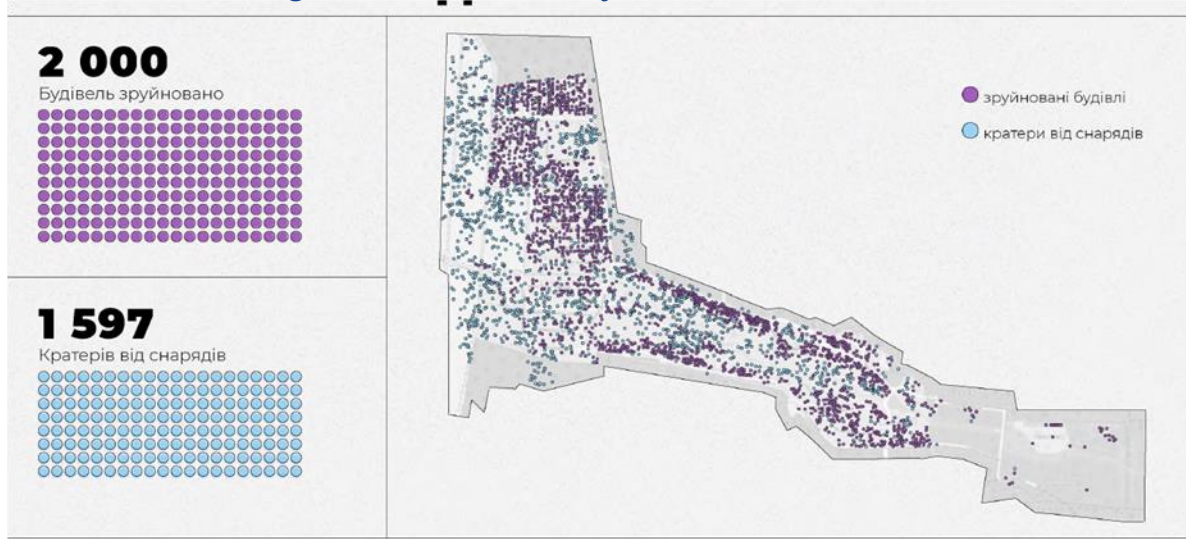 2 000
Будівель зруйновано
1 597
Кратерів від снарядів
зруйновані будівлі
кратери від снарядів